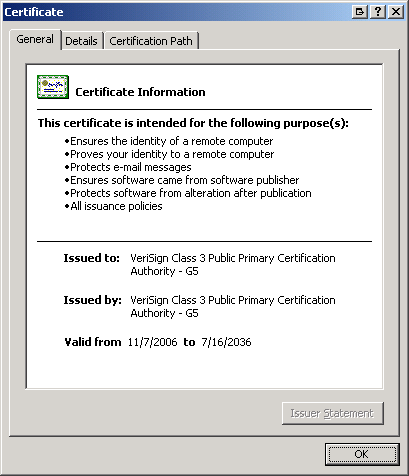 Certificate
General Details Certification Path
Certificate Information
This certificate is intended for the following purpose(s):
•Ensures the identity of a remote computer
•Proves your identity to a remote computer
•Protects e-mail messages
•Ensures software came from software publisher
•Protects software from alteration after publication
•All issuance policies
Issued to: VeriSign Class 3 Public Primary Certification
Authority - G5
Issued by: VeriSign Class 3 Public Primary Certification
Authority - G5
Valid from 11/7/2006 to 7/16/2036
Issuer Statement
OK